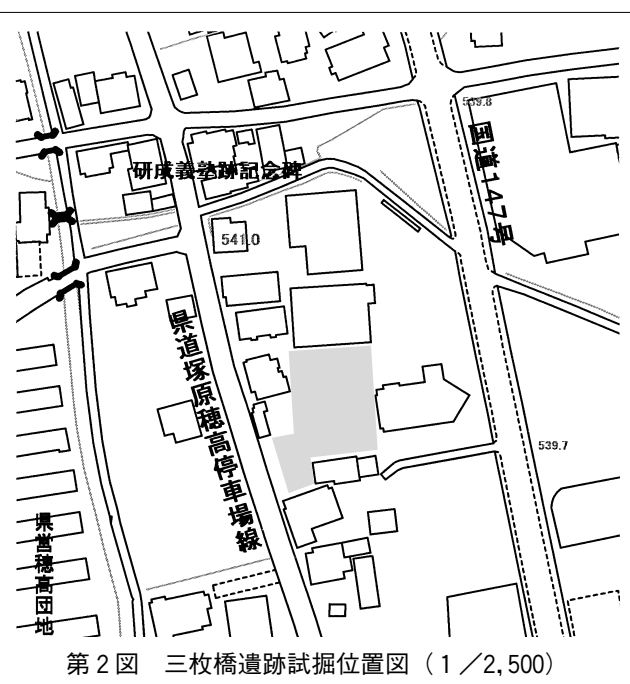 539.8
国道147号
研成義塾跡記念碑
541.0
県道塚原穂高停車場線
539.7
県営穂高団地
第2図　三枚橋遺跡試掘位置図（1／2,500）